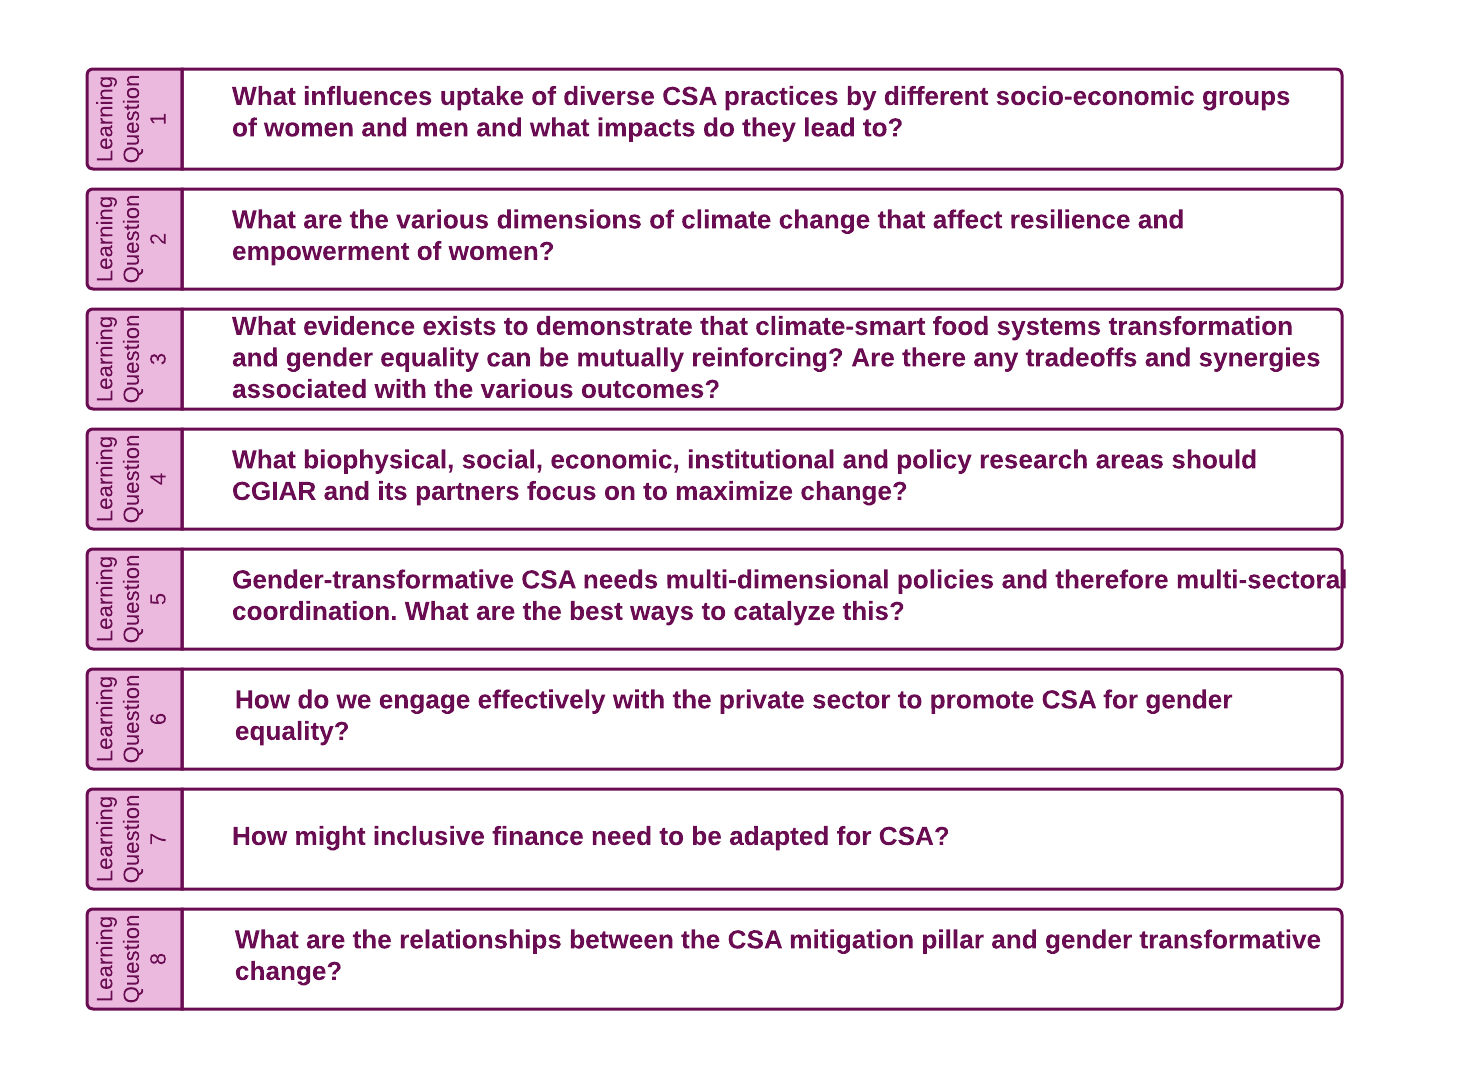 Learning
Question
1
What influences uptake of diverse CSA practices by different socio-economic groups
of women and men and what impacts do they lead to?
Learning
Question
2
What are the various dimensions of climate change that affect resilience and
empowerment of women?
Learning
Question
3
What evidence exists to demonstrate that climate-smart food systems transformation
and gender equality can be mutually reinforcing? Are there any tradeoffs and synergies
associated with the various outcomes?
Learning
Question
4
What biophysical, social, economic, institutional and policy research areas should
CGIAR and its partners focus on to maximize change?
Learning
Question
5
Gender-transformative CSA needs multi-dimensional policies and therefore multi-sectoral
coordination. What are the best ways to catalyze this?
Learning
Question
6
How do we engage effectively with the private sector to promote CSA for gender
equality?
Learning
Question
7
How might inclusive finance need to be adapted for CSA?
Learning
Question
8
What are the relationships between the CSA mitigation pillar and gender transformative
change?